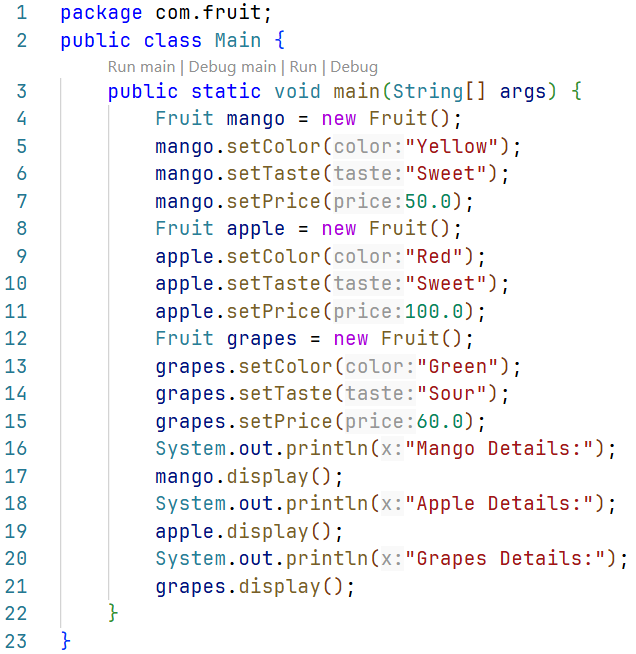 1 package com.fruit;
2 public class Main {
Run main | Debug main | Run | Debug
3 public static void main(String[] args) {
4 Fruit mango = new Fruit();
5 mango.setColor(color:"Yellow");
6 mango.setTaste(taste:"Sweet");
7 mango.setPrice(price:50.0);
8 Fruit apple = new Fruit();
9 apple.setColor(color:"Red");
10 apple.setTaste(taste:"Sweet");
11 apple.setPrice(price:100.0);
12 Fruit grapes = new Fruit();
13 grapes.setColor(color:"Green");
14 grapes.setTaste(taste:"Sour");
15 grapes.setPrice(price:60.0);
16 System.out.println(x:"Mango Details:");
17 mango.display();
18 System.out.println(x:"Apple Details:");
19 apple.display();
20 System.out.println(x:"Grapes Details:");
21 grapes.display();
22 }
23 }